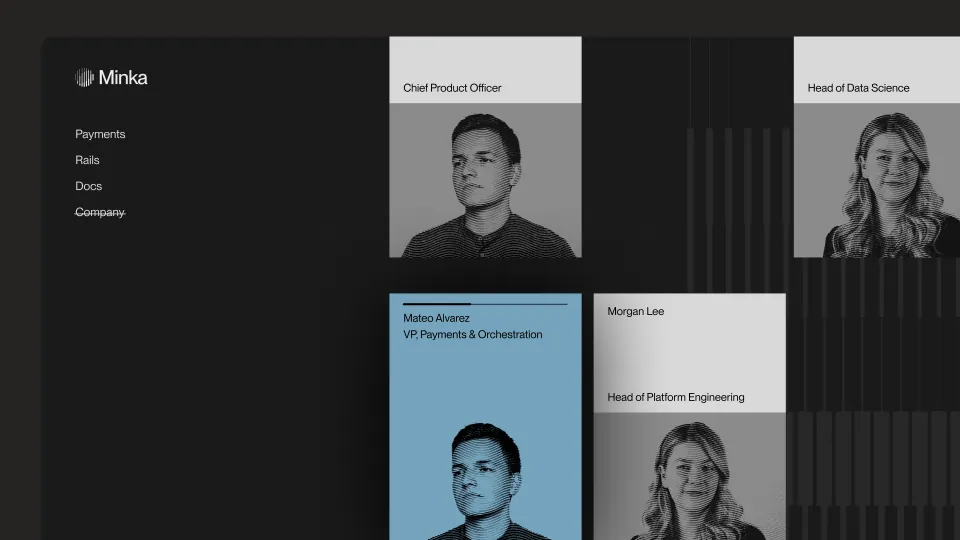 Minka
Payments
Rails
Docs
Company
Chief Product Officer
Head of Data Science
Mateo Alvarez
VP, Payments & Orchestration
Morgan Lee
Head of Platform Engineering